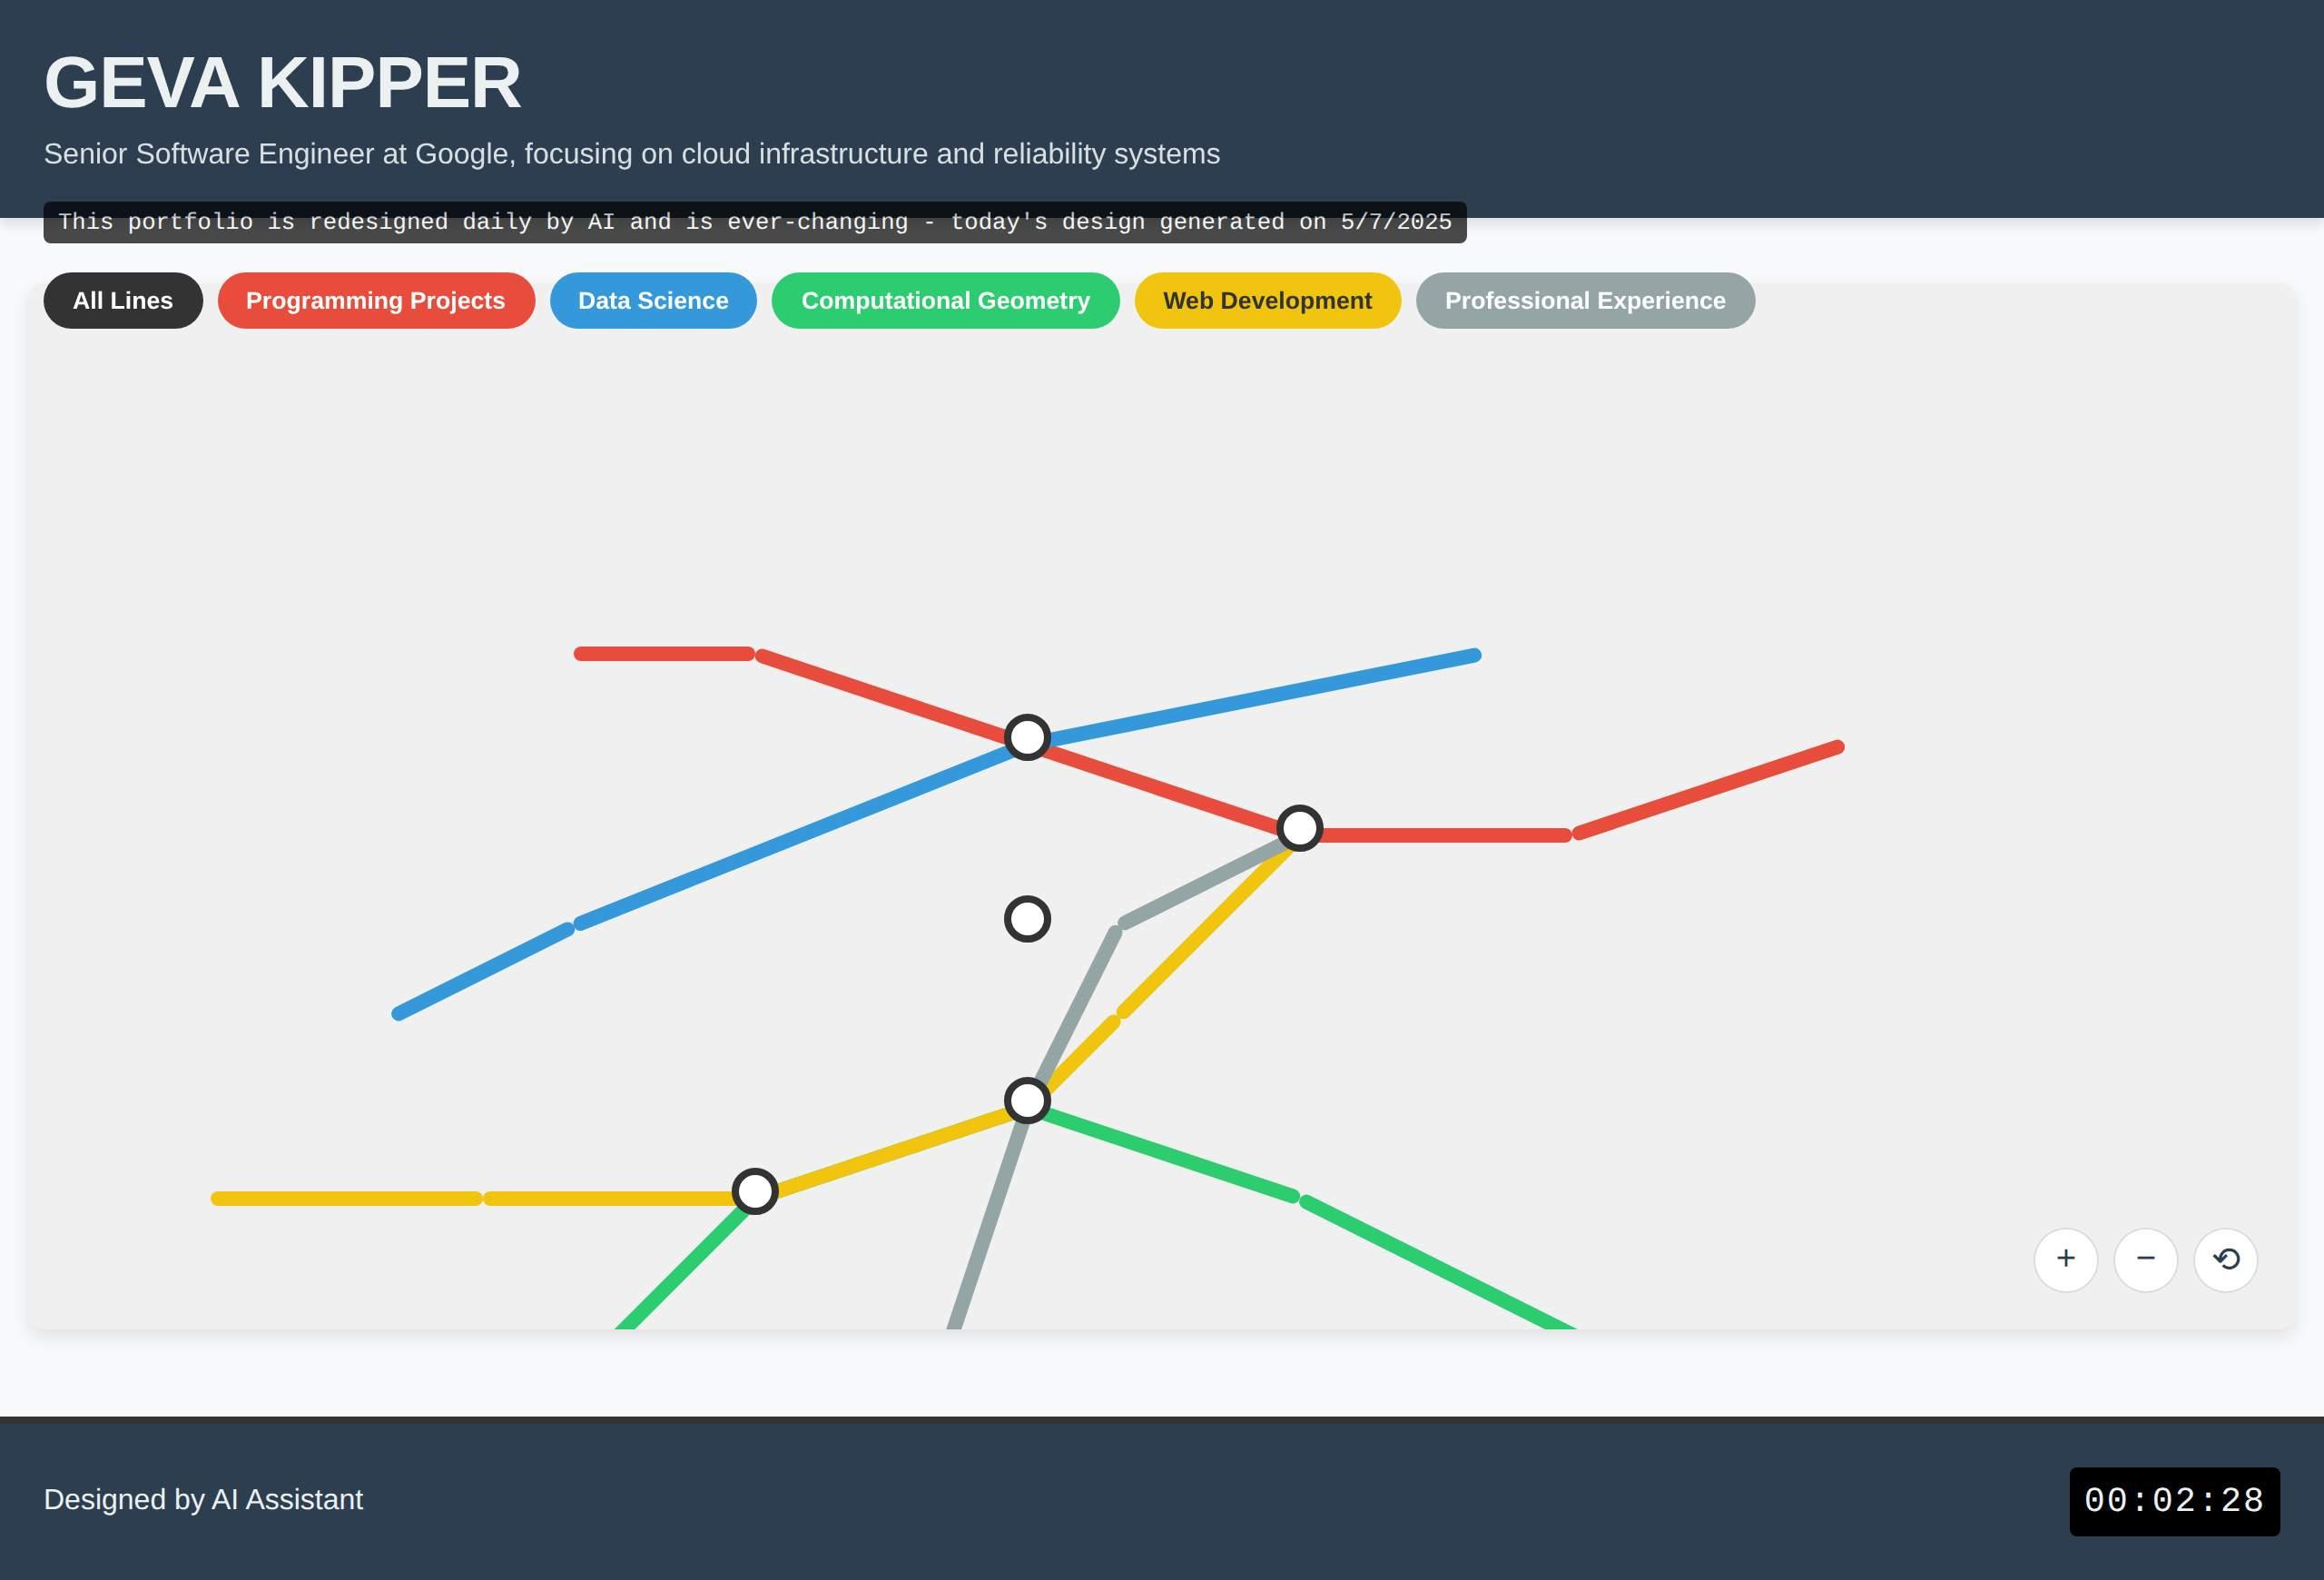 GEVA KIPPER
Senior Software Engineer at Google, focusing on cloud infrastructure and reliability systems
This portfolio is redesigned daily by AI and is ever-changing - today's design generated on 5/7/2025
All Lines Programming Projects Data Science Computational Geometry Web Development Professional Experience
+ − ⟲
Designed by AI Assistant
00:02:28